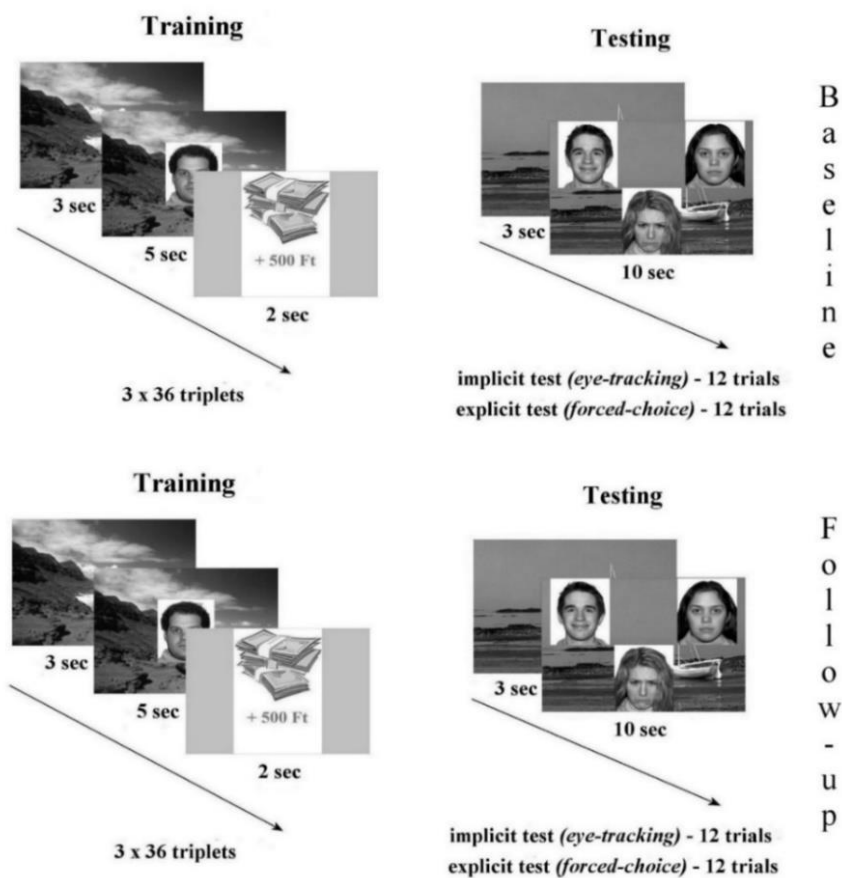 Training
3 sec
5 sec
+ 500 Ft
2 sec
3 x 36 triplets
Testing
3 sec
10 sec
implicit test (eye-tracking) - 12 trials
explicit test (forced-choice) - 12 trials
Baseline
Training
3 sec
5 sec
+ 500 Ft
2 sec
3 x 36 triplets
Testing
3 sec
10 sec
implicit test (eye-tracking) - 12 trials
explicit test (forced-choice) - 12 trials
Follow-up